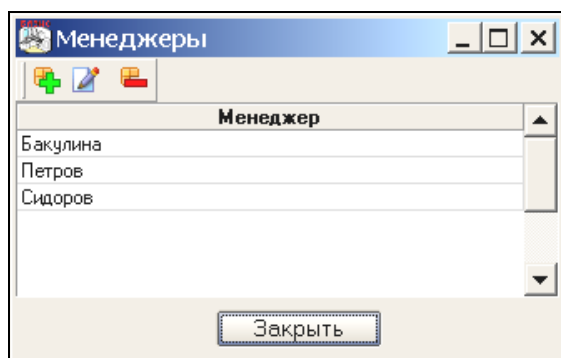 Менеджеры
Менеджер
Бакулина
Петров
Сидоров
Закрыть